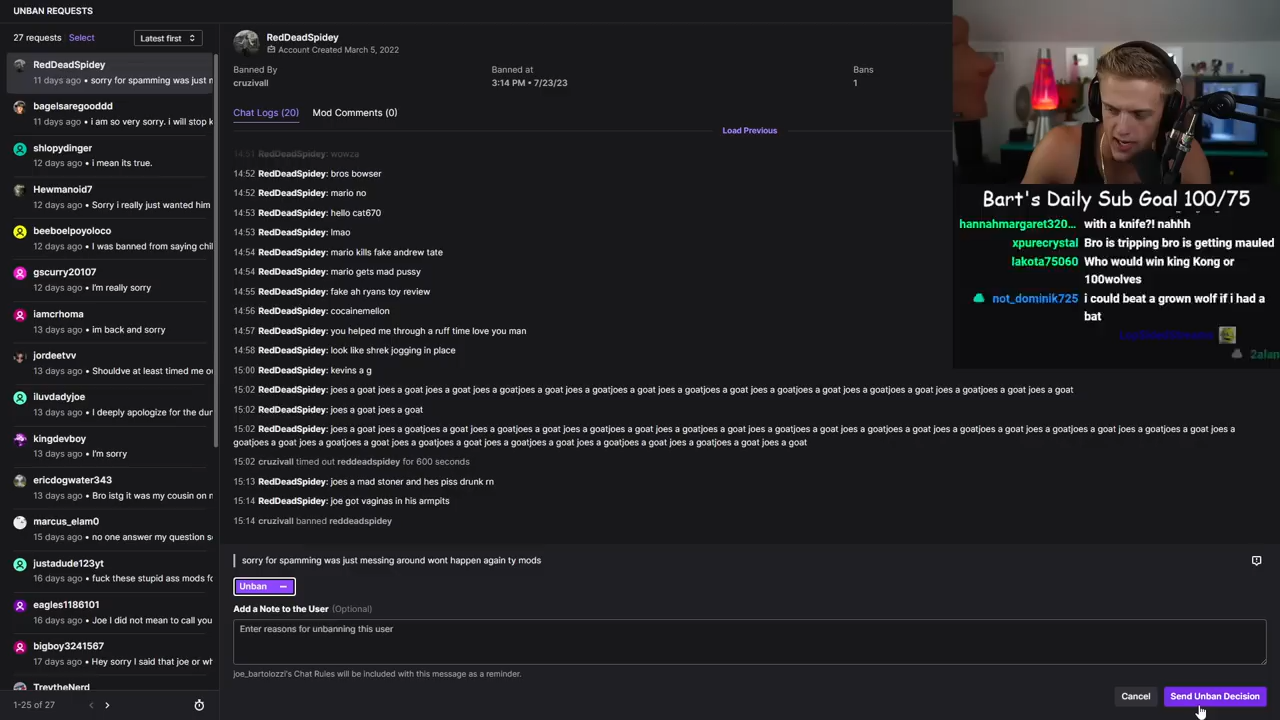 UNBAN REQUESTS
27 requests Select Latest first
RedDeadSpidey
11 days ago • sorry for spamming was just m
bagelsaregooddd
11 days ago • i am so very sorry. i will stop k
shlopydinger
12 days ago • i mean its true.
Hewmanoid7
12 days ago • Sorry i really just wanted him
beeboelpoyoloco
12 days ago • I was banned from saying chil
gscurry20107
12 days ago • I'm really sorry
iamcrhoma
13 days ago • im back and sorry
jordeetvv
13 days ago • Shouldve at least timed me o
iluvdadyjoe
13 days ago • I deeply apologize for the dur
kingdevboy
13 days ago • I'm sorry
ericdogwater343
13 days ago • Bro istg it was my cousin on m
marcus_elam0
15 days ago • no one answer my question s
justadude123yt
16 days ago • fuck these stupid ass mods fo
eagles1186101
16 days ago • Joe I did not mean to call you
bigboy3241567
17 days ago • Hey sorry I said that joe or wh
TreytheNerd
1-25 of 27
RedDeadSpidey
Account Created March 5, 2022
Banned By Banned at Bans
cruzivall 3:14 PM • 7/23/23 1
Chat Logs (20) Mod Comments (0)
Load Previous
14:51 RedDeadSpidey: wowza
14:52 RedDeadSpidey: bros bowser
14:52 RedDeadSpidey: mario no
14:53 RedDeadSpidey: hello cat670
14:53 RedDeadSpidey: lmao
14:54 RedDeadSpidey: mario kills fake andrew tate
14:54 RedDeadSpidey: mario gets mad pussy
14:55 RedDeadSpidey: fake ah ryans toy review
14:56 RedDeadSpidey: cocainemellon
14:57 RedDeadSpidey: you helped me through a ruff time love you man
14:58 RedDeadSpidey: look like shrek jogging in place
15:00 RedDeadSpidey: kevins a g
15:02 RedDeadSpidey: joes a goat joes a goat joes a goat joes a goatjoes a goat joes a goat joes a goatjoes a goat joes a goatjoes a goat joes a goat joes a goatjoes a goat joes a goat joes a goatjoes a goat joes a goat
15:02 RedDeadSpidey: joes a goat joes a goat
15:02 RedDeadSpidey: joes a goat joes a goat joes a goat joes a goatjoes a goat joes a goat joes a goatjoes a goat joes a goat joes a goatjoes a goat joes a goat joes a goatjoes a goat joes a goat joes a goatjoes a goat joes a
goatjoes a goat joes a goatjoes a goat joes a goatjoes a goat joes a goat joes a goatjoes a goat joes a goatjoes a goat joes a goat
15:02 cruzivall timed out reddeadspidey for 600 seconds
15:13 RedDeadSpidey: joes a mad stoner and hes piss drunk rn
15:14 RedDeadSpidey: joe got vaginas in his armpits
15:14 cruzivall banned reddeadspidey
sorry for spamming was just messing around wont happen again ty mods
Unban
Add a Note to the User (Optional)
Enter reasons for unbanning this user
joe_bartolozzi's Chat Rules will be included with this message as a reminder.
Cancel Send Unban Decision
Bart's Daily Sub Goal 100/75
hannahmargaret320... with a knife?! nahhh
xpurecrystal Bro is tripping bro is getting mauled
lakota75060 Who would win king Kong or
100wolves
not_dominik725 i could beat a grown wolf if i had a
bat
2alan